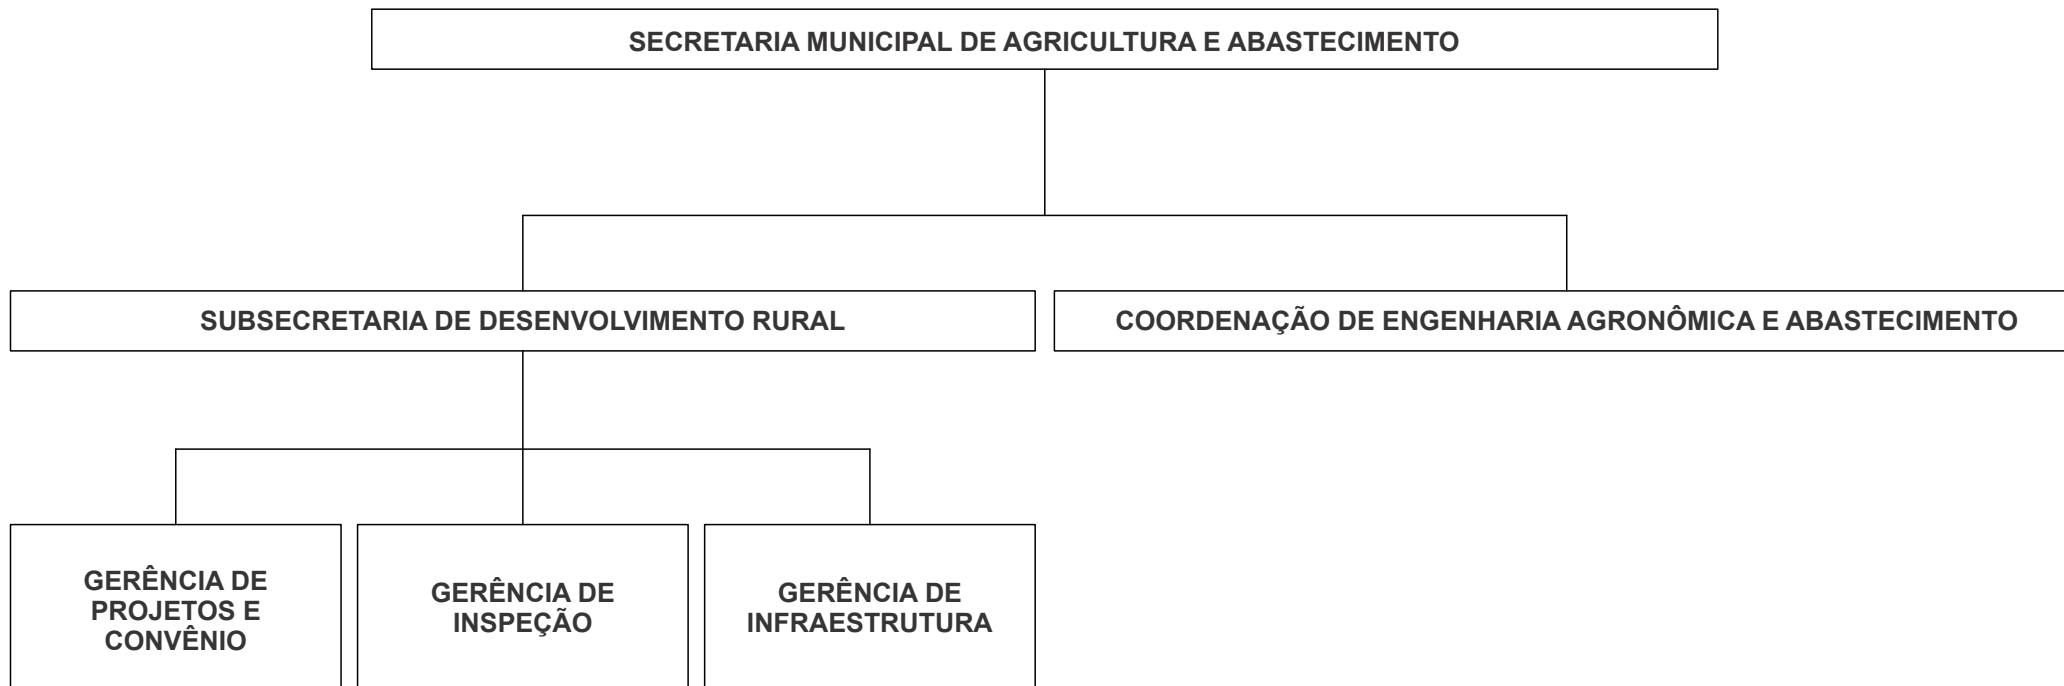 SECRETARIA MUNICIPAL DE AGRICULTURA E ABASTECIMENTO
SUBSECRETARIA DE DESENVOLVIMENTO RURAL
COORDENAÇÃO DE ENGENHARIA AGRONÔMICA E ABASTECIMENTO
GERÊNCIA DE
PROJETOS E
CONVÊNIO
GERÊNCIA DE
INSPEÇÃO
GERÊNCIA DE
INFRAESTRUTURA